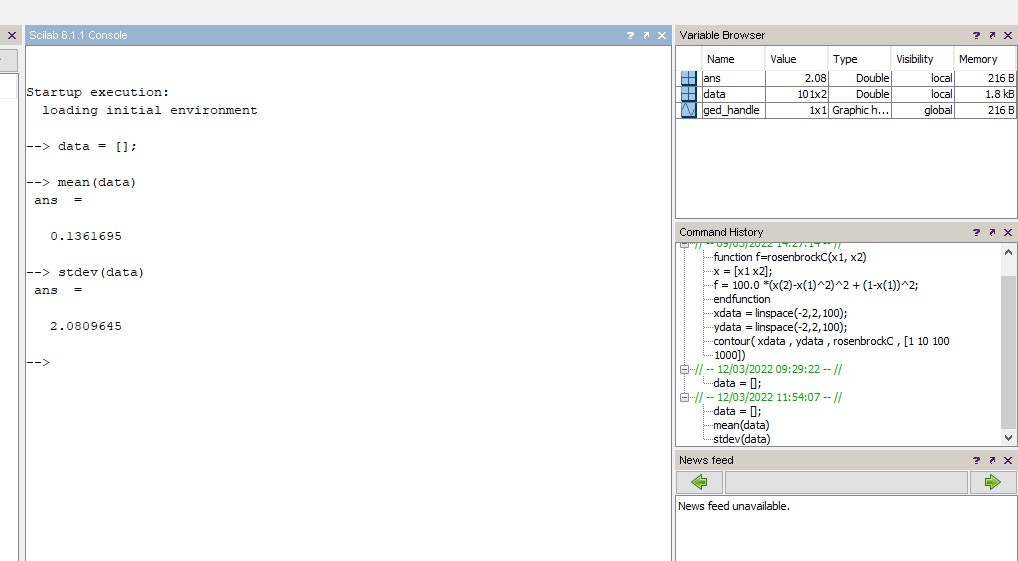 Scilab 6.1.1 Console
Startup execution:
loading initial environment
--> data = [];
--> mean(data)
ans  =
0.1361695
--> stdev(data)
ans  =
2.0809645
-->
Variable Browser
Name Value Type Visibility Memory
ans 2.08 Double local 216 B
data 101x2 Double local 1.8 kB
ged_handle 1x1 Graphic h... global 216 B
Command History
// -- 09/03/2022 14:27:14 -- //
function f=rosenbrockC(x1, x2)
x = [x1 x2];
f = 100.0 *(x(2)-x(1)^2)^2 + (1-x(1))^2;
endfunction
xdata = linspace(-2,2,100);
ydata = linspace(-2,2,100);
contour( xdata , ydata , rosenbrockC , [1 10 100
1000])
// -- 12/03/2022 09:29:22 -- //
data = [];
// -- 12/03/2022 11:54:07 -- //
data = [];
mean(data)
stdev(data)
News feed
News feed unavailable.